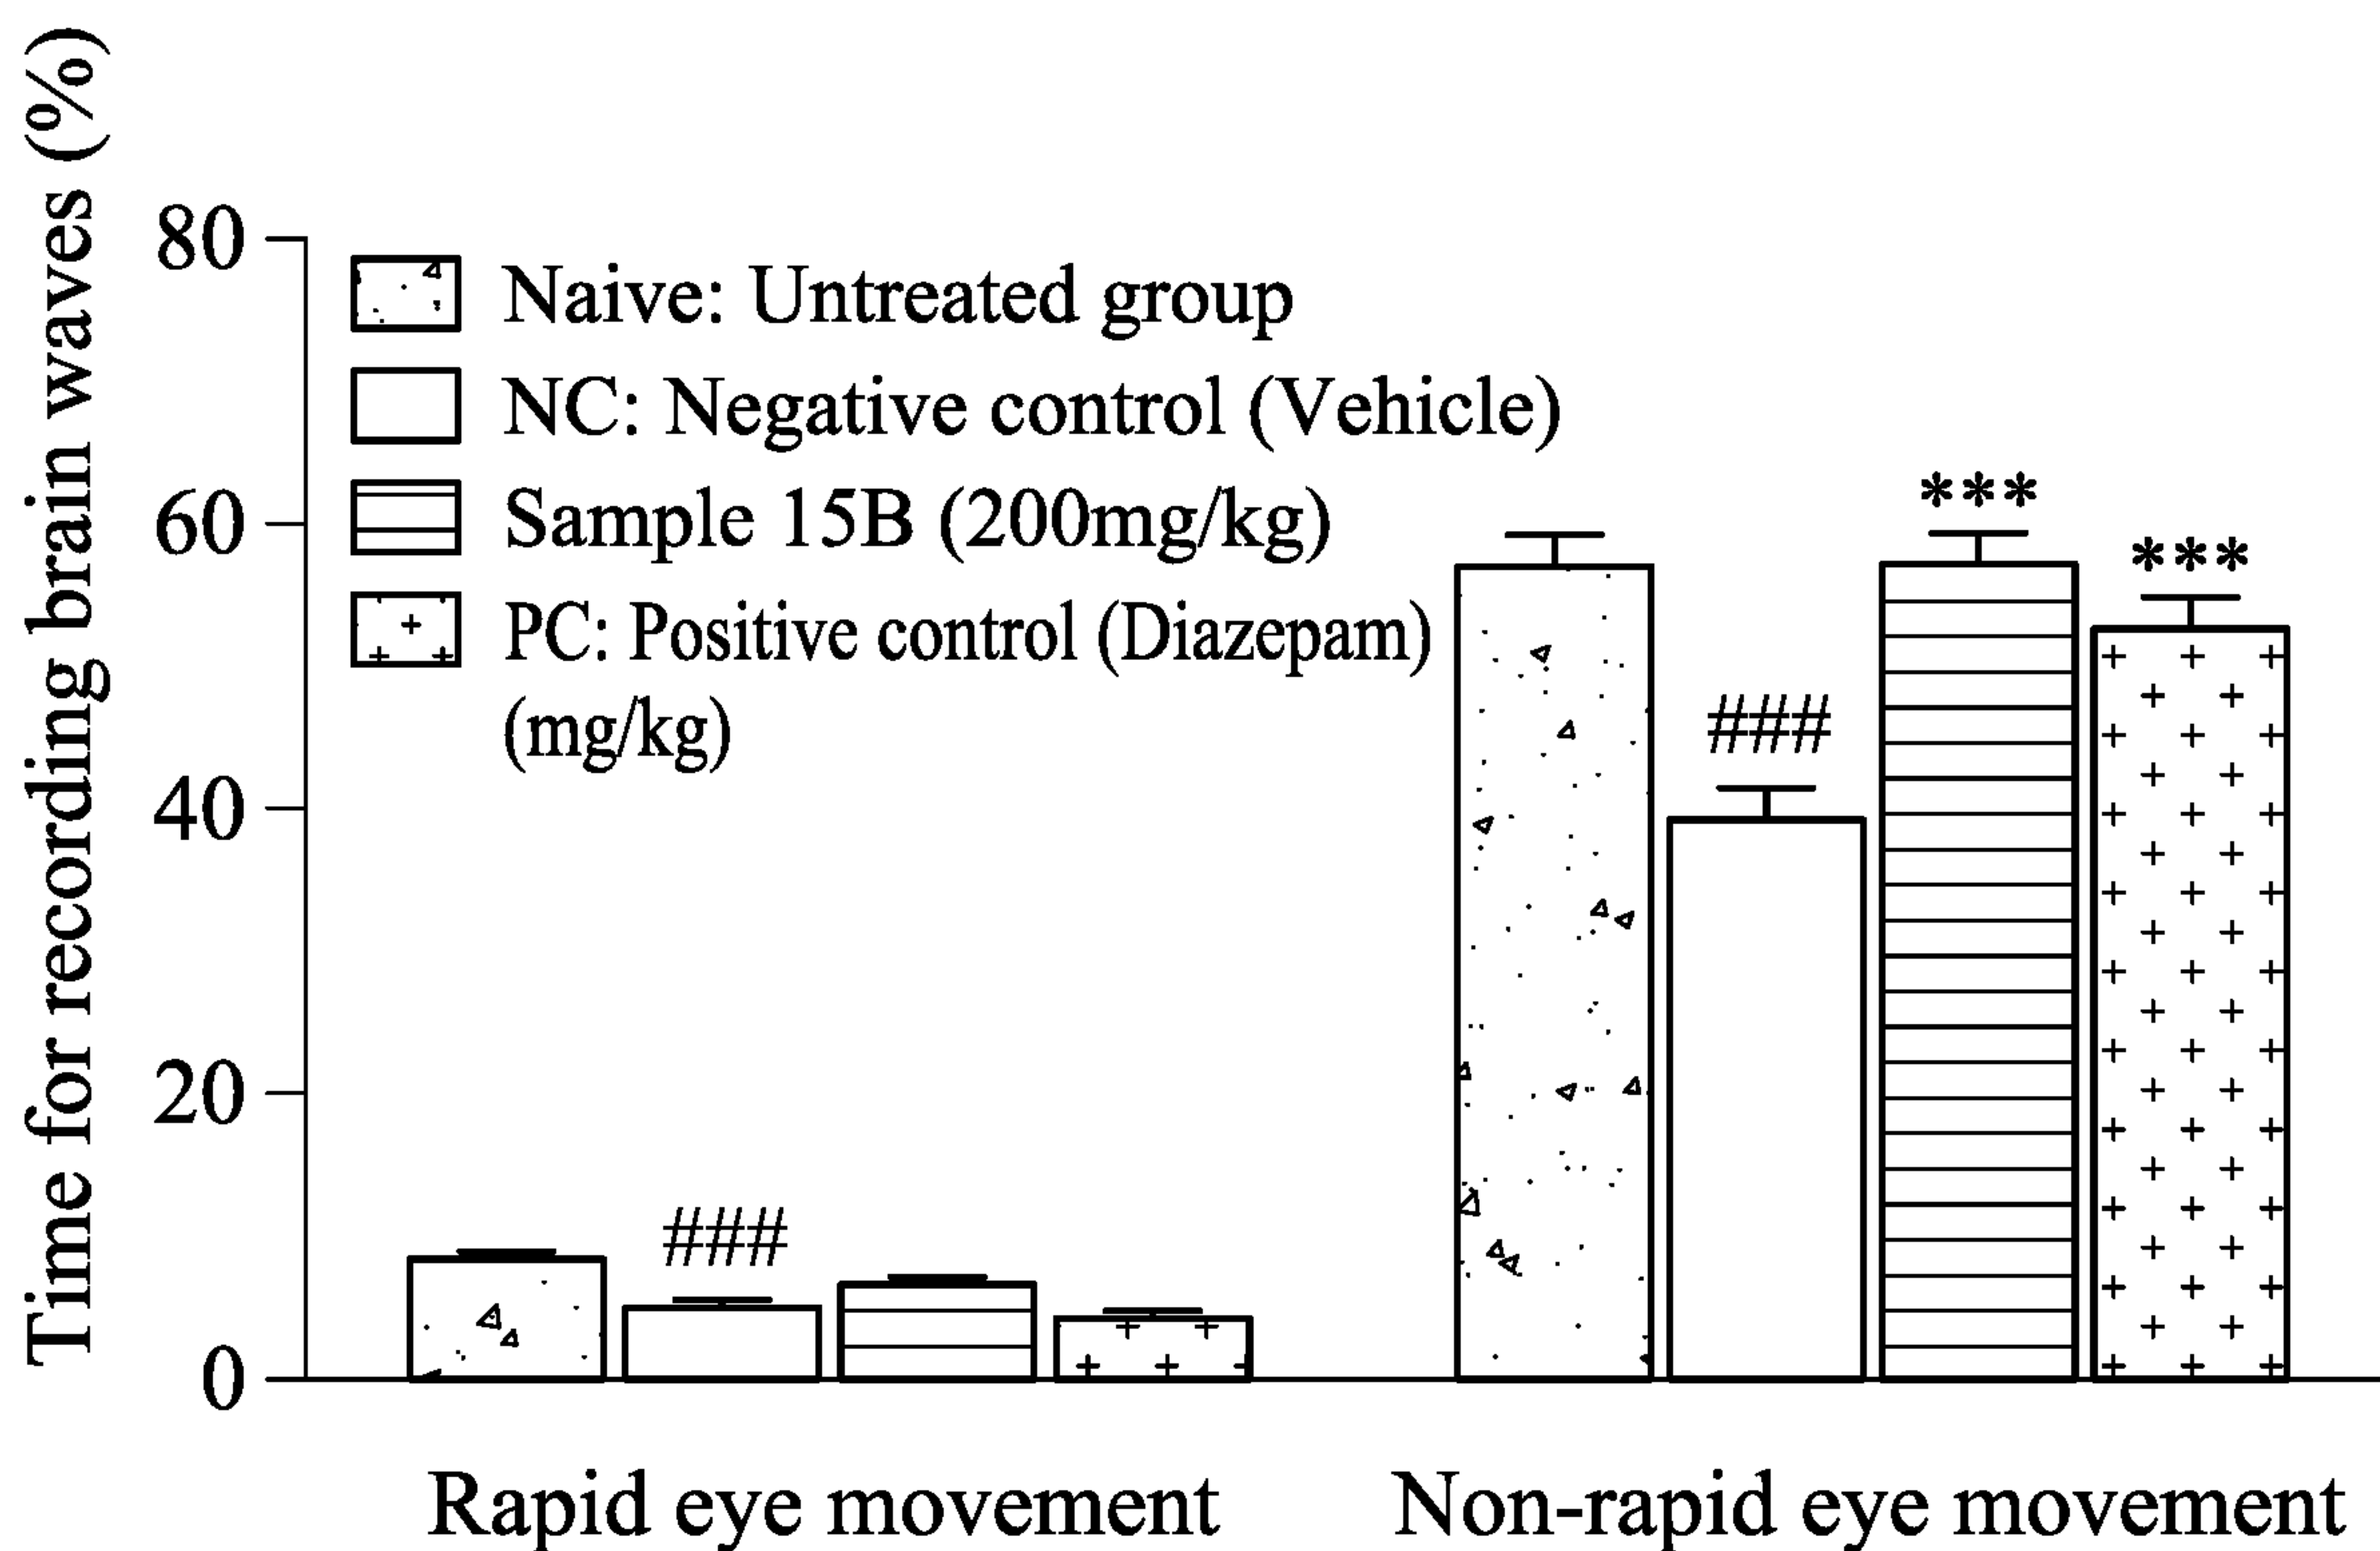 Time for recording brain waves (%)
80
60
40
20
0
Naive: Untreated group
NC: Negative control (Vehicle)
Sample 15B (200mg/kg)
PC: Positive control (Diazepam)
(mg/kg)
###
###
***
***
Rapid eye movement
Non-rapid eye movement